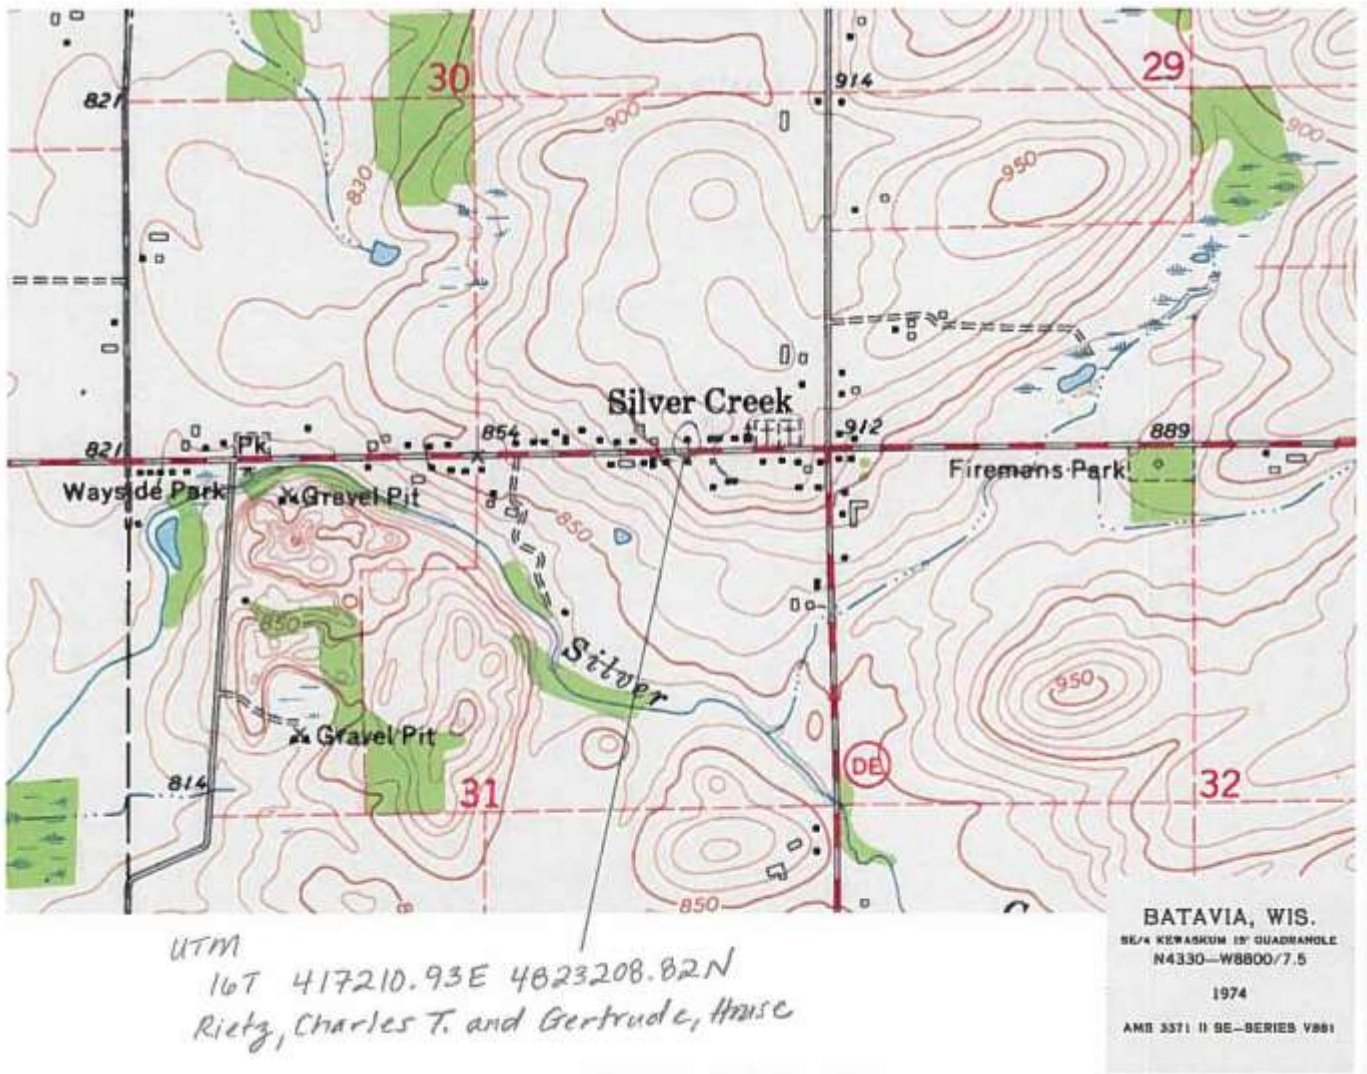 30
29
821
914
900
900
830
950
Silver Creek
854
912
889
821
Pk
Firemans Park
Wayside Park
Gravel Pit
850
850
Silver
950
Gravel Pit
DE
814
31
32
850
BATAVIA, WIS.
SE/4 KEWASKUM 15' QUADRANGLE
N4330—W8800/7.5
1974
AMS 3371 II SE—SERIES V861
UTM
16T 417210.93E 4823208.82N
Rietz, Charles T. and Gertrude, House